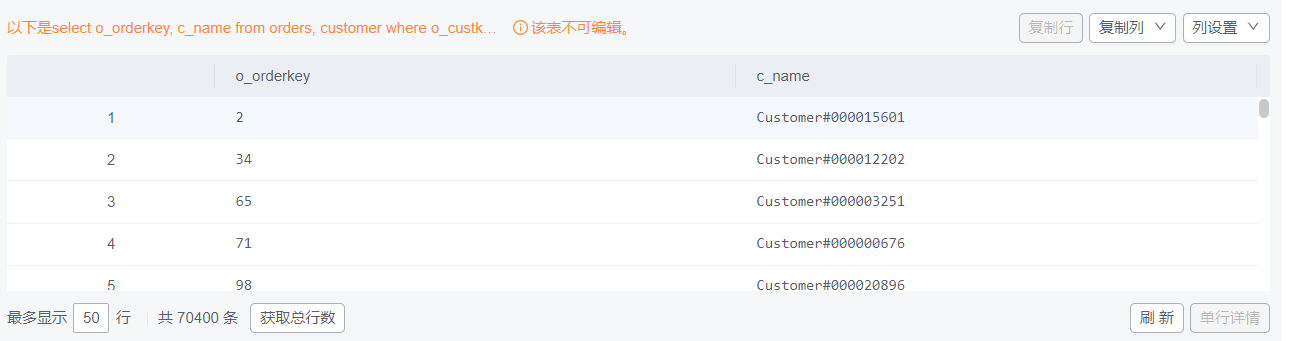 以下是select o_orderkey, c_name from orders, customer where o_custk... 该表不可编辑。 复制行 复制列 列设置
o_orderkey c_name
1 2 Customer#000015601
2 34 Customer#000012202
3 65 Customer#000003251
4 71 Customer#000000676
5 98 Customer#000020896
最多显示 50 行 共 70400 条 获取总行数 刷 新 单行详情